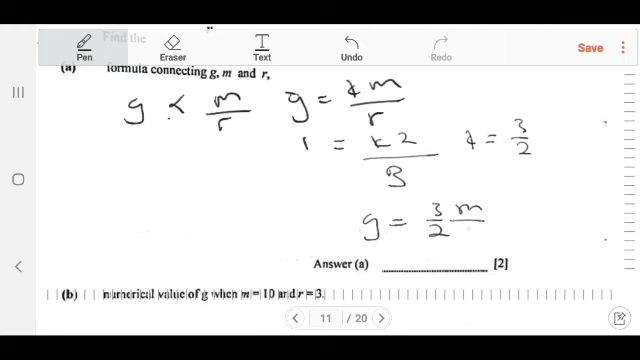 Find the
Pen Eraser Text Undo Redo Save
(a) formula connecting g, m and r,
g ∝ m/r g = km/r
1 = k2/3 k = 3/2
g = 3/2 m
Answer (a) ........................ [2]
(b) numerical value of g when m = 10 and r = 3.
11 / 20